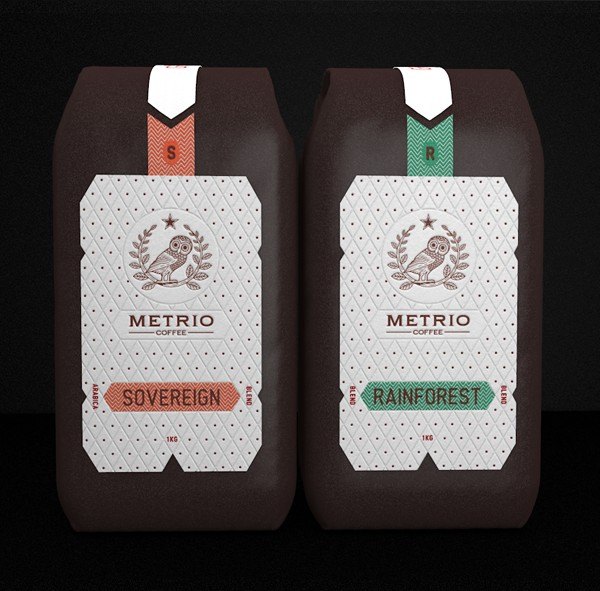 S
METRIO
COFFEE
ARABICA
SOVEREIGN
BLEND
1KG
R
METRIO
COFFEE
BLEND
RAINFOREST
BLEND
1KG